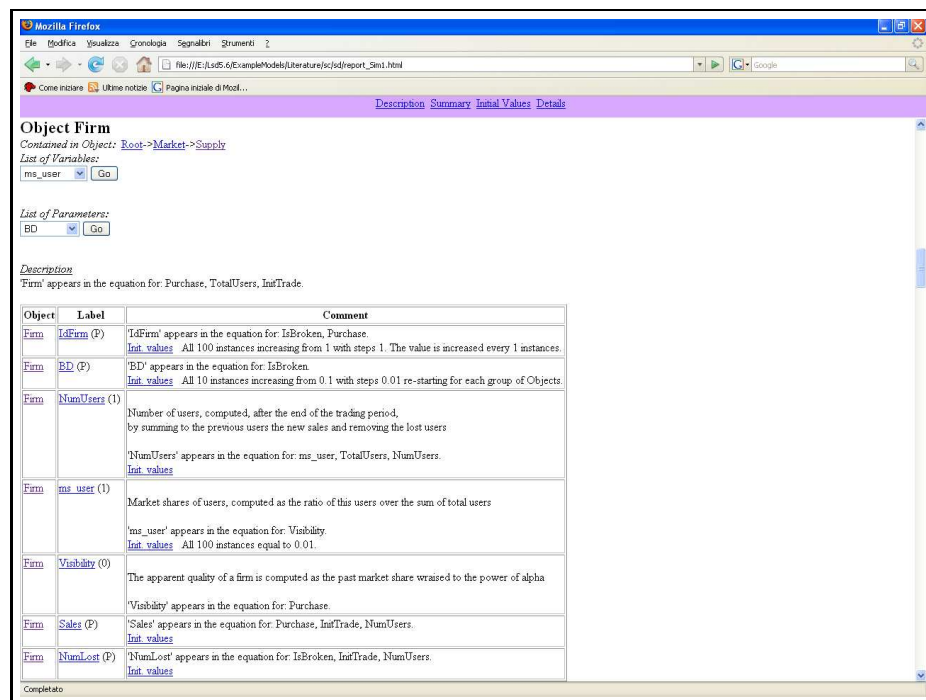 Mozilla Firefox
File Modifica Visualizza Cronologia Segnalibri Strumenti ?
file:///E:/Lsd5.6/ExampleModels/Literature/sc/sd/report_Sim1.html
Google
Come iniziare Ultime notizie Pagina iniziale di Mozil...
Description Summary Initial Values Details
Object Firm
Contained in Object: Root->Market->Supply
List of Variables:
ms_user Go
List of Parameters:
BD Go
Description
'Firm' appears in the equation for: Purchase, TotalUsers, InitTrade.
Object Label Comment
Firm IdFirm (P) 'IdFirm' appears in the equation for: IsBroken, Purchase.
Init. values All 100 instances increasing from 1 with steps 1. The value is increased every 1 instances.
Firm BD (P) 'BD' appears in the equation for: IsBroken.
Init. values All 10 instances increasing from 0.1 with steps 0.01 re-starting for each group of Objects.
Firm NumUsers (1)
Number of users, computed, after the end of the trading period,
by summing to the previous users the new sales and removing the lost users
'NumUsers' appears in the equation for: ms_user, TotalUsers, NumUsers.
Init. values
Firm ms_user (1)
Market shares of users, computed as the ratio of this users over the sum of total users
'ms_user' appears in the equation for: Visibility.
Init. values All 100 instances equal to 0.01.
Firm Visibility (0)
The apparent quality of a firm is computed as the past market share wraised to the power of alpha
'Visibility' appears in the equation for: Purchase.
Firm Sales (P) 'Sales' appears in the equation for: Purchase, InitTrade, NumUsers.
Init. values
Firm NumLost (P) 'NumLost' appears in the equation for: IsBroken, InitTrade, NumUsers.
Init. values
Completato